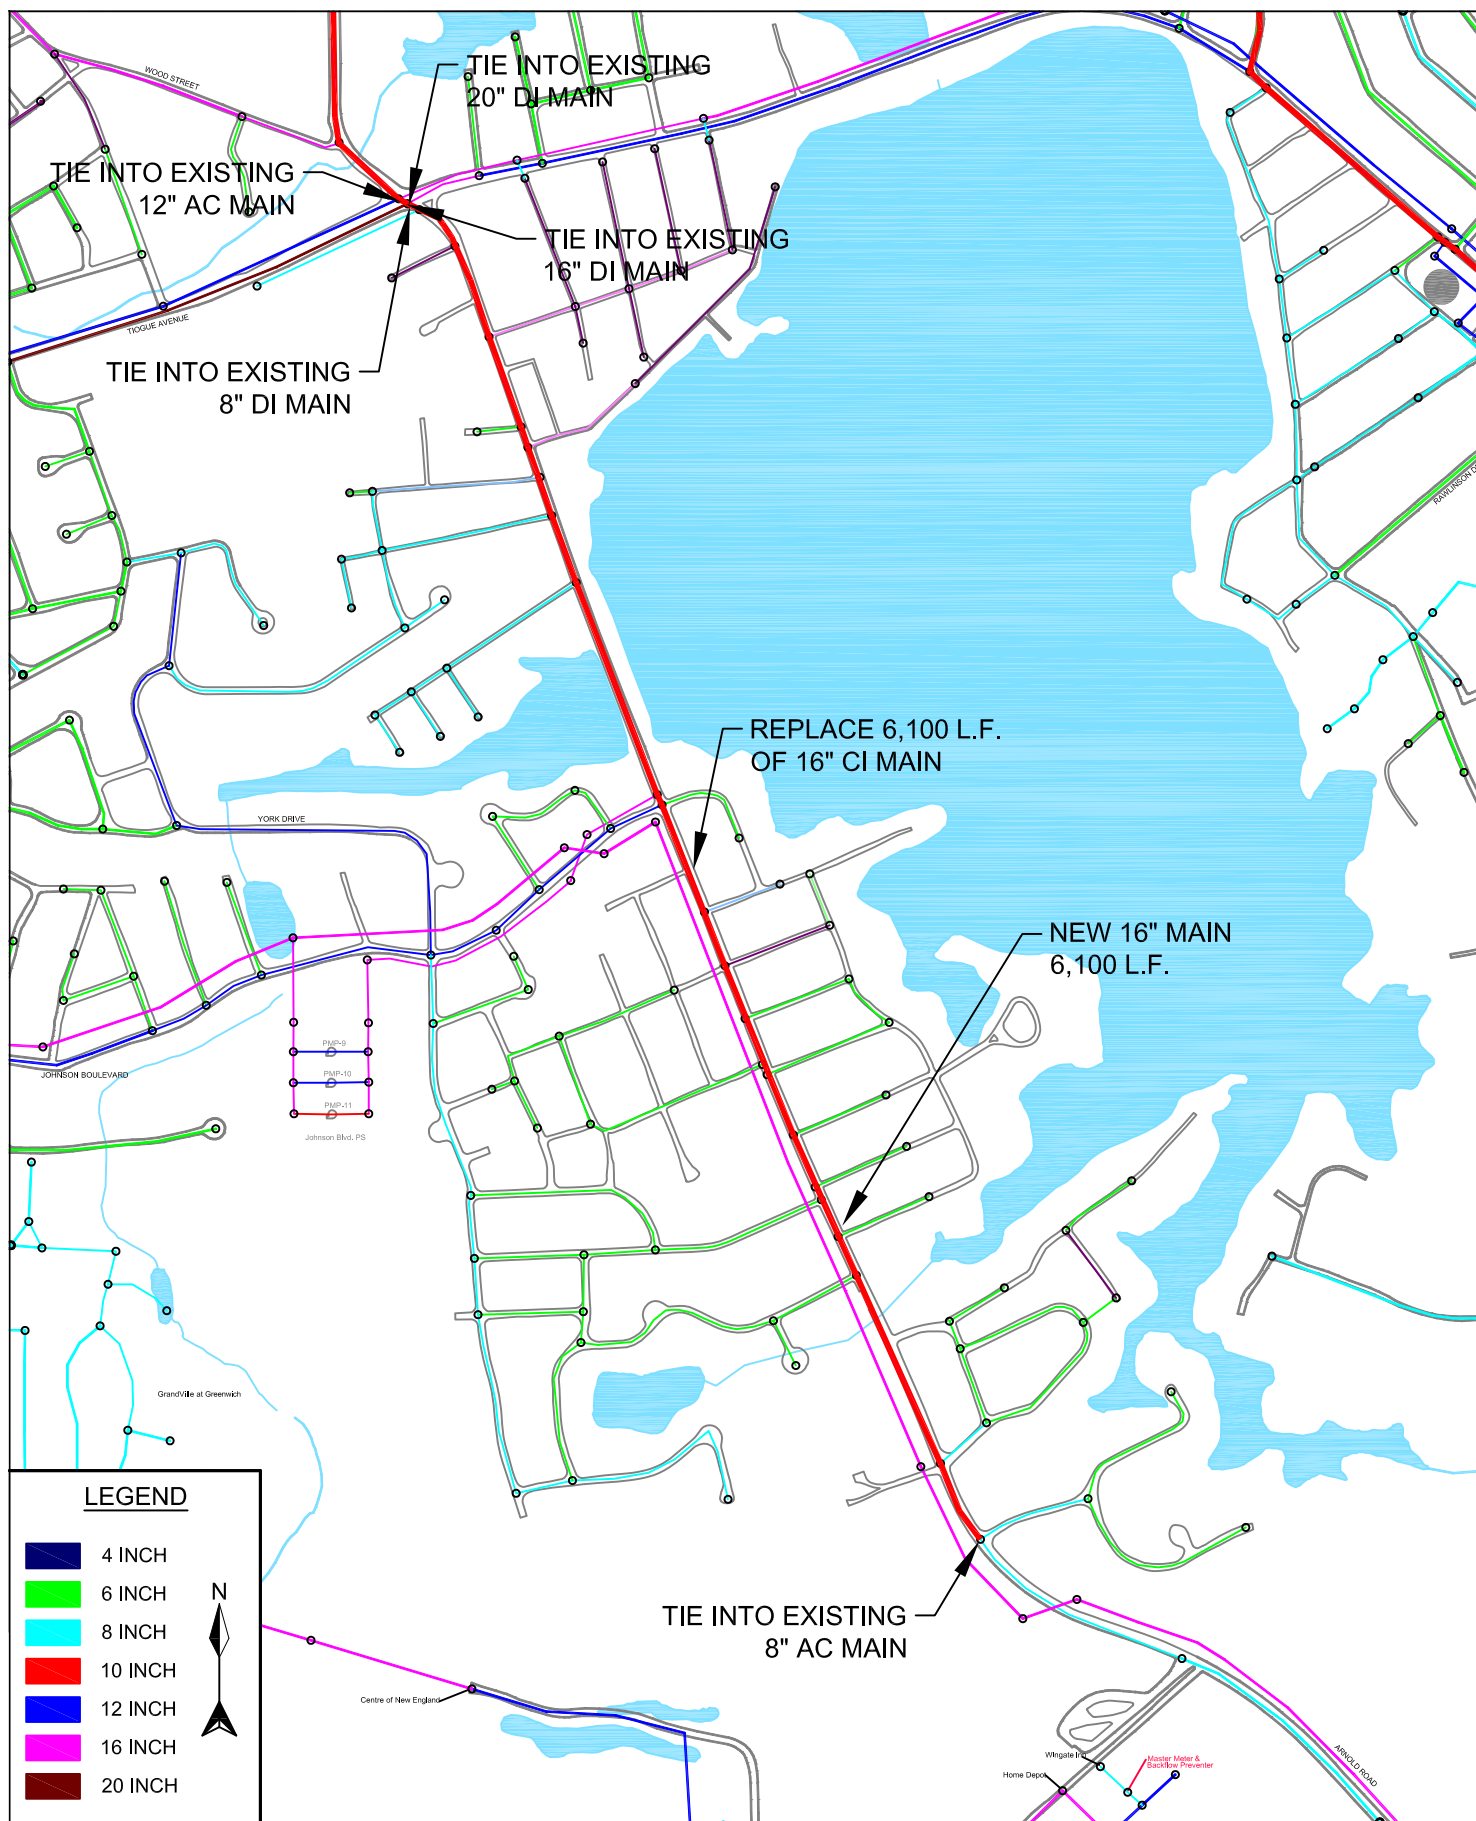 WOOD STREET
TIE INTO EXISTING
20" DI MAIN
TIE INTO EXISTING
12" AC MAIN
TIE INTO EXISTING
16" DI MAIN
TIOGUE AVENUE
TIE INTO EXISTING
8" DI MAIN
REPLACE 6,100 L.F.
OF 16" CI MAIN
YORK DRIVE
NEW 16" MAIN
6,100 L.F.
PMP-9
JOHNSON BOULEVARD
PMP-10
PMP-11
Johnson Blvd. PS
GrandVille at Greenwich
LEGEND
4 INCH
6 INCH
8 INCH
10 INCH
12 INCH
16 INCH
20 INCH
N
TIE INTO EXISTING
8" AC MAIN
Centre of New England
Wingate Inn
Home Depot
Master Meter &
Backflow Preventer
ARNOLD ROAD